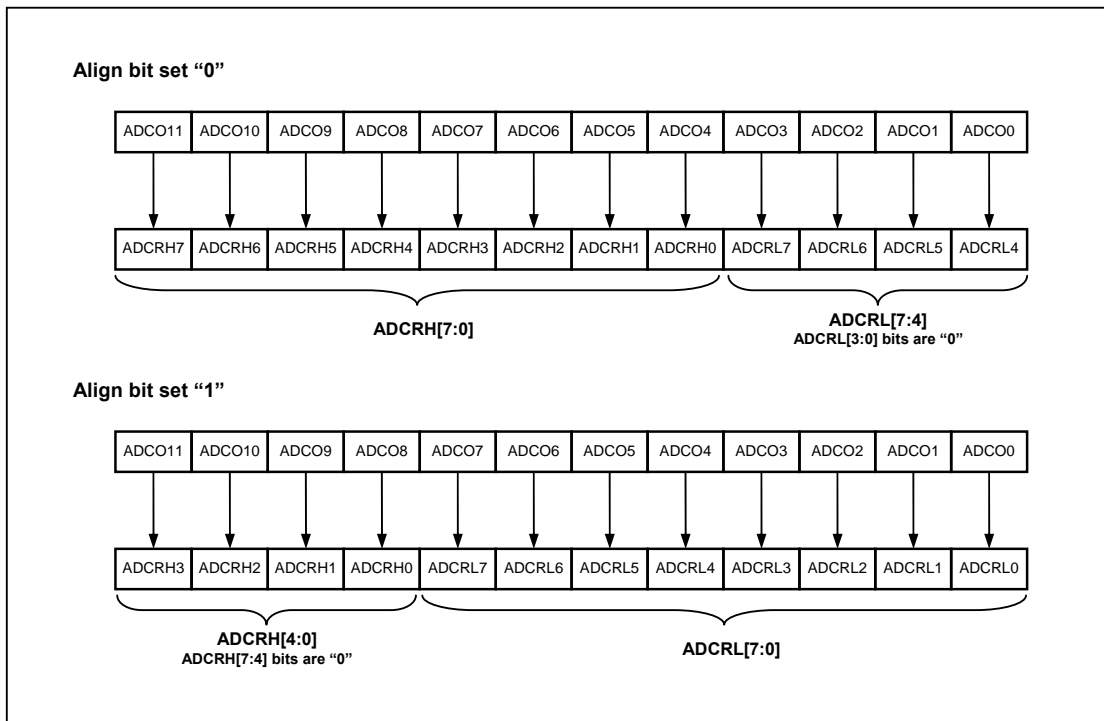 Align bit set “0”
ADCO11 ADCO10 ADCO9 ADCO8 ADCO7 ADCO6 ADCO5 ADCO4 ADCO3 ADCO2 ADCO1 ADCO0
ADCRH7 ADCRH6 ADCRH5 ADCRH4 ADCRH3 ADCRH2 ADCRH1 ADCRH0 ADCRL7 ADCRL6 ADCRL5 ADCRL4
ADCRH[7:0]
ADCRL[7:4]
ADCRL[3:0] bits are “0”
Align bit set “1”
ADCO11 ADCO10 ADCO9 ADCO8 ADCO7 ADCO6 ADCO5 ADCO4 ADCO3 ADCO2 ADCO1 ADCO0
ADCRH3 ADCRH2 ADCRH1 ADCRH0 ADCRL7 ADCRL6 ADCRL5 ADCRL4 ADCRL3 ADCRL2 ADCRL1 ADCRL0
ADCRH[4:0]
ADCRH[7:4] bits are “0”
ADCRL[7:0]